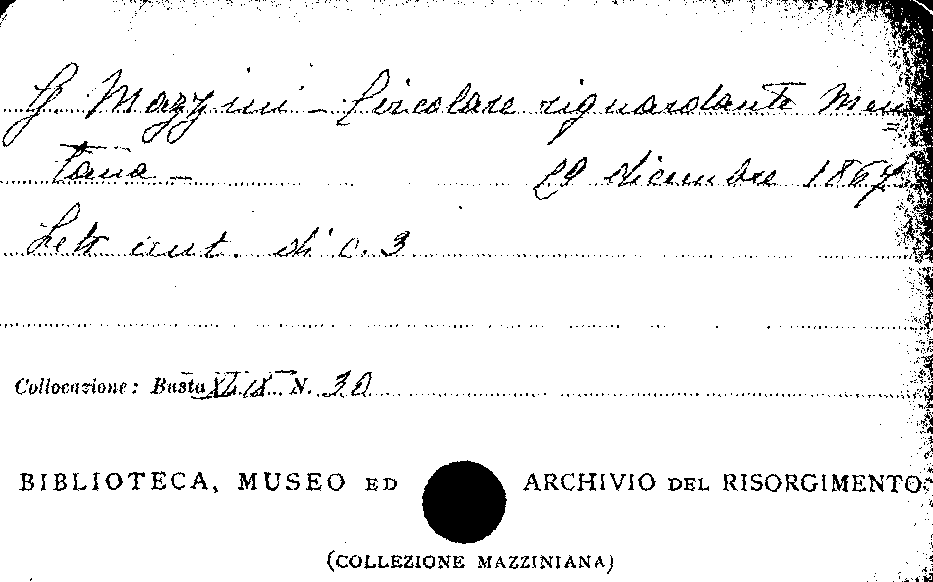 G. Mazzini - Circolare riguardante Men=
tana - 29 dicembre 1867
Lett. aut. di c. 3
Collocazione: Busta XLIX N. 30
BIBLIOTECA, MUSEO ED ARCHIVIO DEL RISORGIMENTO
(COLLEZIONE MAZZINIANA)